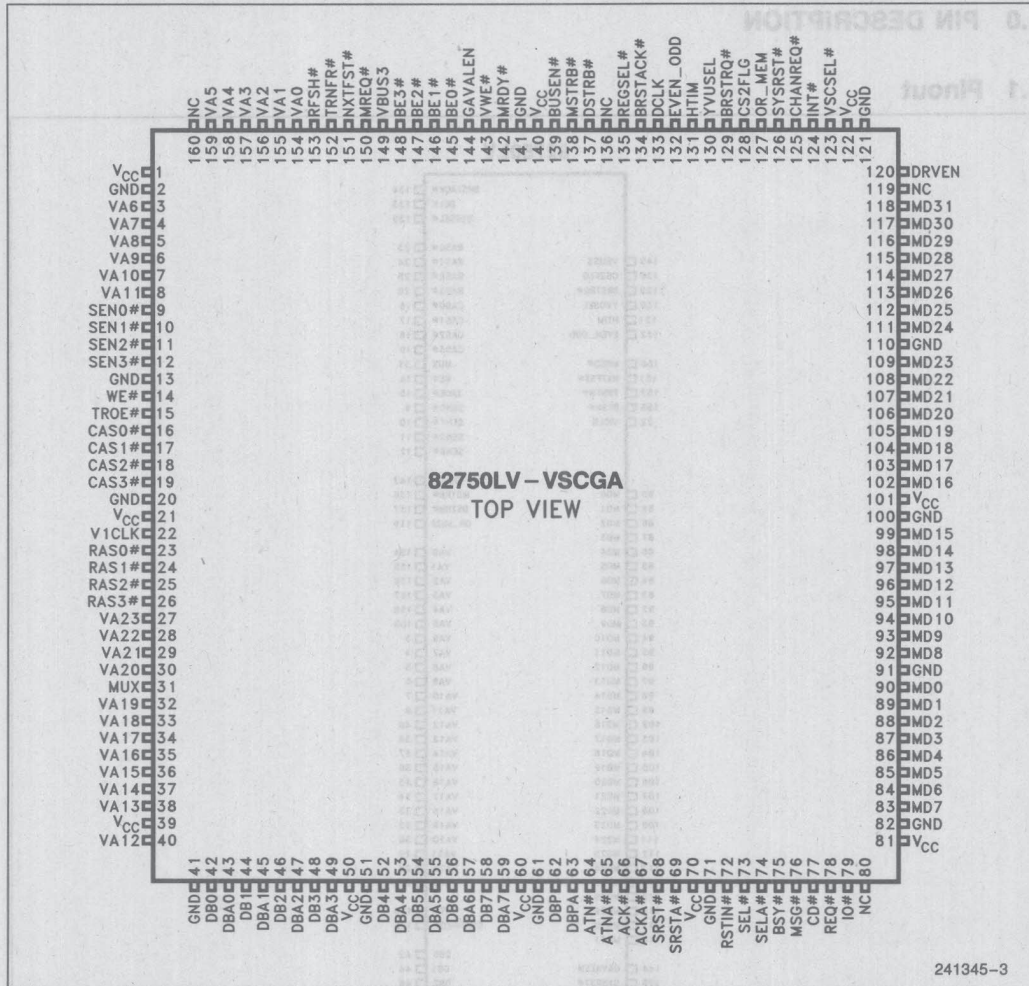 NC 160
VA5 159
VA4 158
VA3 157
VA2 156
VA1 155
VA0 154
RFSH# 153
TRNFR# 152
NXTFST# 151
MREQ# 150
VBUS3 149
BE3# 148
BE2# 147
BE1# 146
BE0# 145
GAVALEN 144
VWE# 143
MRDY# 142
GND 141
VCC 140
BUSEN# 139
MSTRB# 138
DSTRB# 137
NC 136
REGSEL# 135
BRSTACK# 134
DCLK 133
EVEN_ODD 132
HTIM 131
YVUSEL 130
BRSTRQ# 129
CS2FLG 128
OR_MEM 127
SYSRST# 126
CHANREQ# 125
INT# 124
VSCSEL# 123
VCC 122
GND 121
VCC 1
GND 2
VA6 3
VA7 4
VA8 5
VA9 6
VA10 7
VA11 8
SEN0# 9
SEN1# 10
SEN2# 11
SEN3# 12
GND 13
WE# 14
TROE# 15
CAS0# 16
CAS1# 17
CAS2# 18
CAS3# 19
GND 20
VCC 21
V1CLK 22
RAS0# 23
RAS1# 24
RAS2# 25
RAS3# 26
VA23 27
VA22 28
VA21 29
VA20 30
MUX 31
VA19 32
VA18 33
VA17 34
VA16 35
VA15 36
VA14 37
VA13 38
VCC 39
VA12 40
82750LV–VSCGA
TOP VIEW
120 DRVEN
119 NC
118 MD31
117 MD30
116 MD29
115 MD28
114 MD27
113 MD26
112 MD25
111 MD24
110 GND
109 MD23
108 MD22
107 MD21
106 MD20
105 MD19
104 MD18
103 MD17
102 MD16
101 VCC
100 GND
99 MD15
98 MD14
97 MD13
96 MD12
95 MD11
94 MD10
93 MD9
92 MD8
91 GND
90 MD0
89 MD1
88 MD2
87 MD3
86 MD4
85 MD5
84 MD6
83 MD7
82 GND
81 VCC
GND 41
DB0 42
DBA0 43
DB1 44
DBA1 45
DB2 46
DBA2 47
DB3 48
DBA3 49
VCC 50
GND 51
DB4 52
DBA4 53
DB5 54
DBA5 55
DB6 56
DBA6 57
DB7 58
DBA7 59
VCC 60
GND 61
DBP 62
DBPA 63
ATN# 64
ATNA# 65
ACK# 66
ACKA# 67
SRST# 68
SRSTA# 69
VCC 70
GND 71
RSTIN# 72
SEL# 73
SELA# 74
BSY# 75
MSG# 76
CD# 77
REQ# 78
IO# 79
NC 80
241345–3